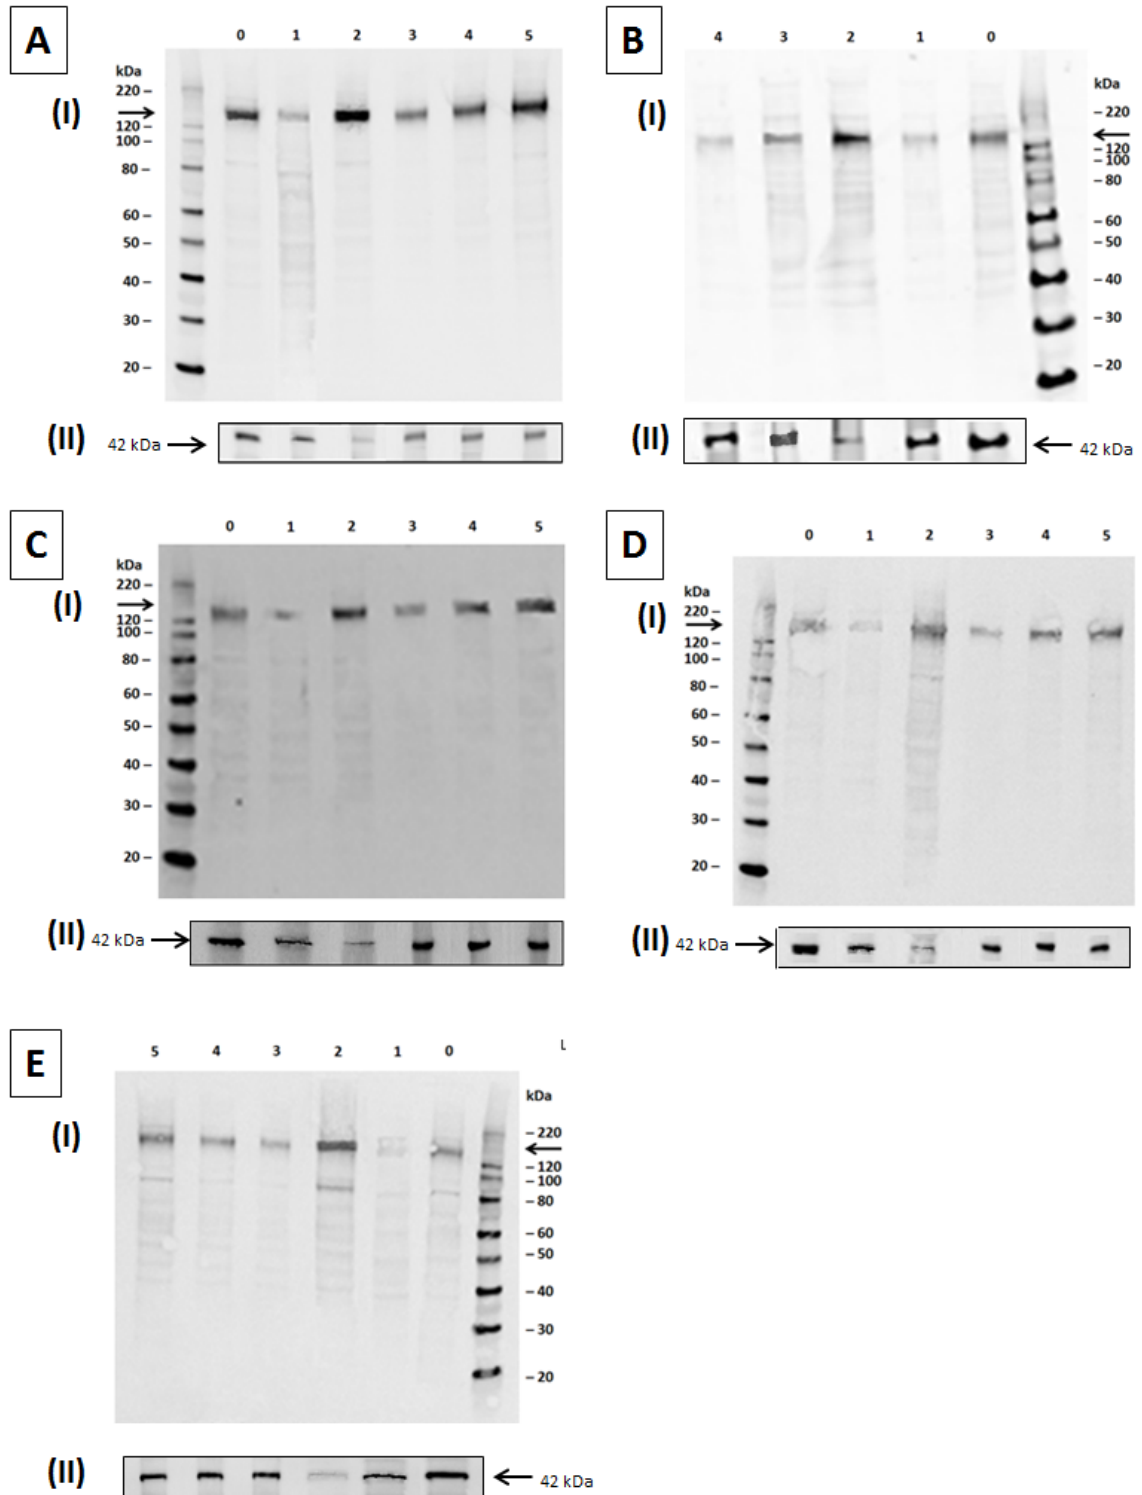 A
0 1 2 3 4 5
kDa
(I)
220 –
120 –
100 –
80 –
60 –
50 –
40 –
30 –
20 –
(II) 42 kDa
B
4 3 2 1 0
kDa
(I)
– 220
– 120
– 100
– 80
– 60
– 50
– 40
– 30
– 20
(II) 42 kDa
C
0 1 2 3 4 5
kDa
(I)
220 –
120 –
100 –
80 –
60 –
50 –
40 –
30 –
20 –
(II) 42 kDa
D
0 1 2 3 4 5
kDa
(I)
220 –
120 –
100 –
80 –
60 –
50 –
40 –
30 –
20 –
(II) 42 kDa
E
5 4 3 2 1 0
L
kDa
(I)
– 220
– 120
– 100
– 80
– 60
– 50
– 40
– 30
– 20
(II) 42 kDa